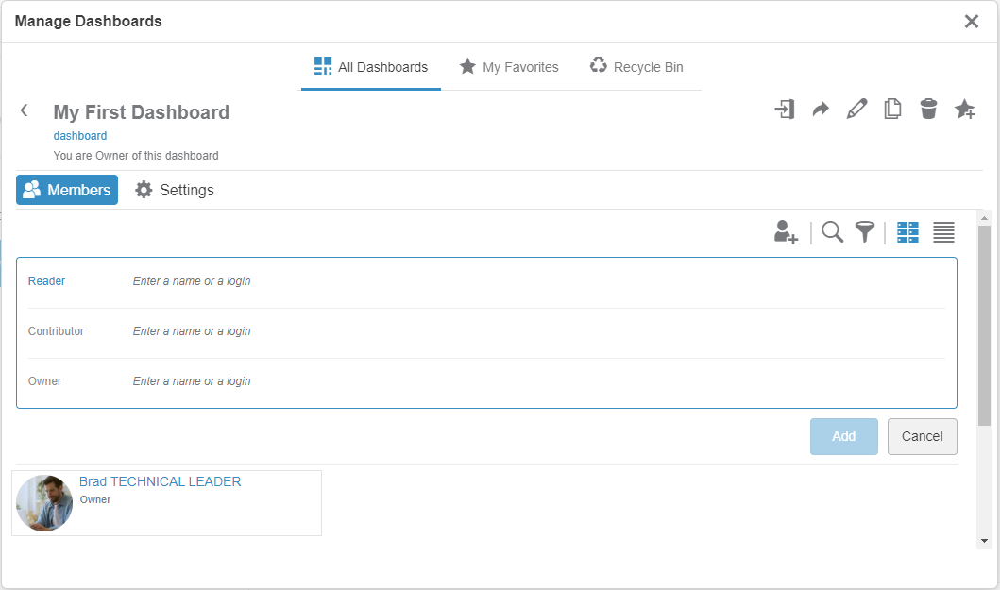 Manage Dashboards
All Dashboards
My Favorites
Recycle Bin
My First Dashboard
dashboard
You are Owner of this dashboard
Members
Settings
Reader
Enter a name or a login
Contributor
Enter a name or a login
Owner
Enter a name or a login
Add
Cancel
Brad TECHNICAL LEADER
Owner